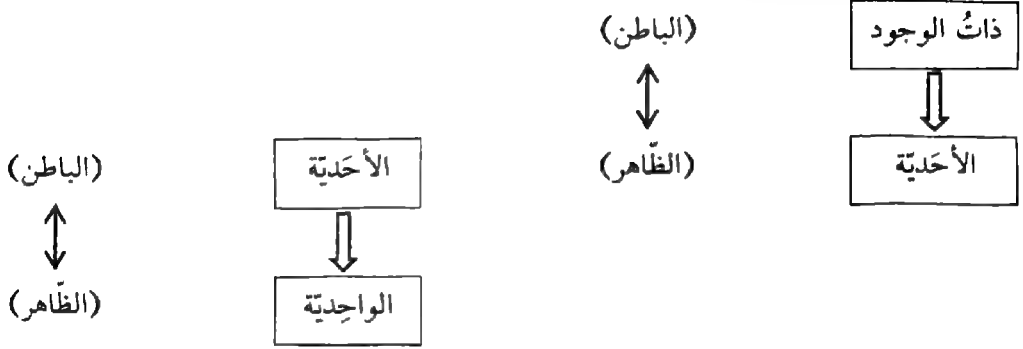 ذاتُ الوجود
(الباطن)
الأحَديّة
(الظّاهر)
الأحَديّة
(الباطن)
الواحِديّة
(الظّاهر)